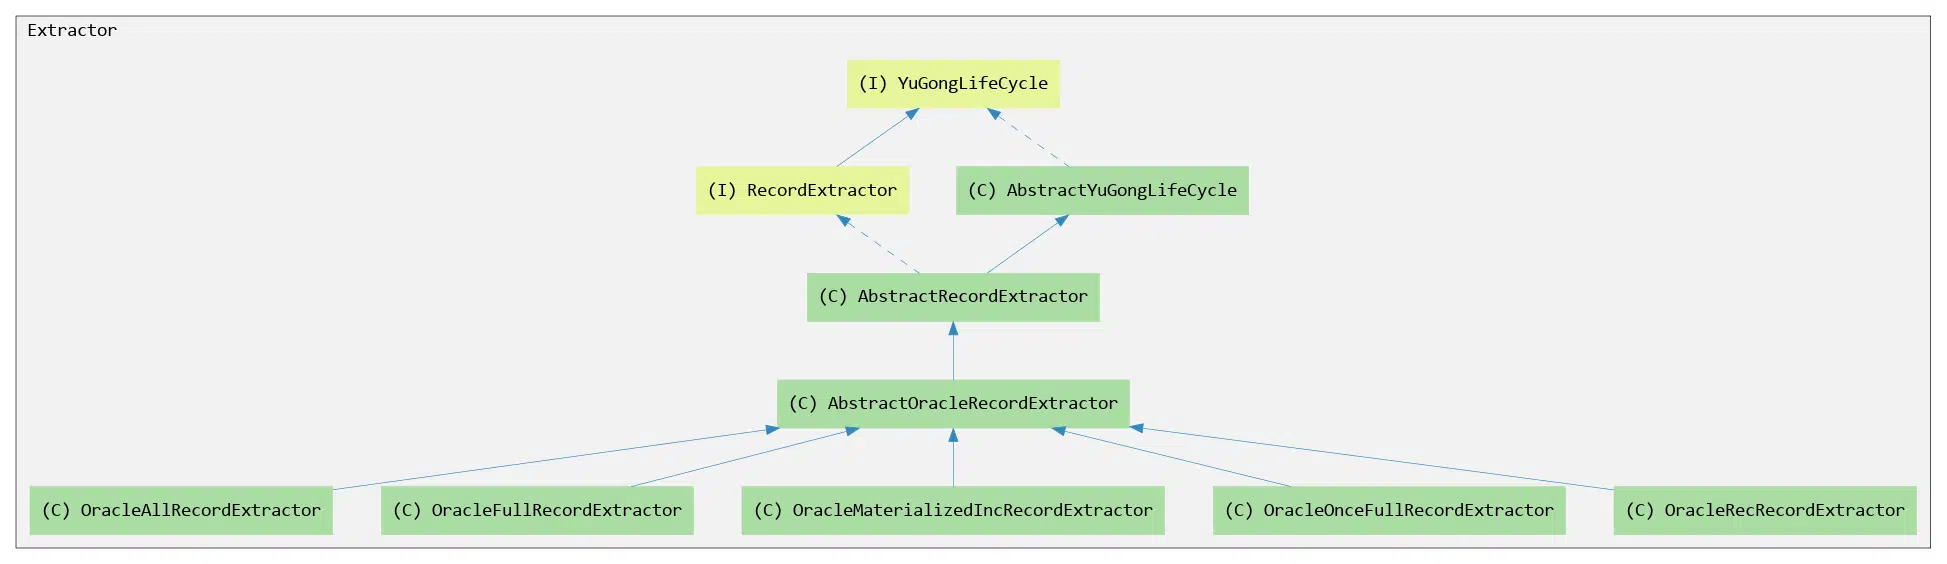 Extractor
(I) YuGongLifeCycle
(I) RecordExtractor
(C) AbstractYuGongLifeCycle
(C) AbstractRecordExtractor
(C) AbstractOracleRecordExtractor
(C) OracleAllRecordExtractor
(C) OracleFullRecordExtractor
(C) OracleMaterializedIncRecordExtractor
(C) OracleOnceFullRecordExtractor
(C) OracleRecRecordExtractor